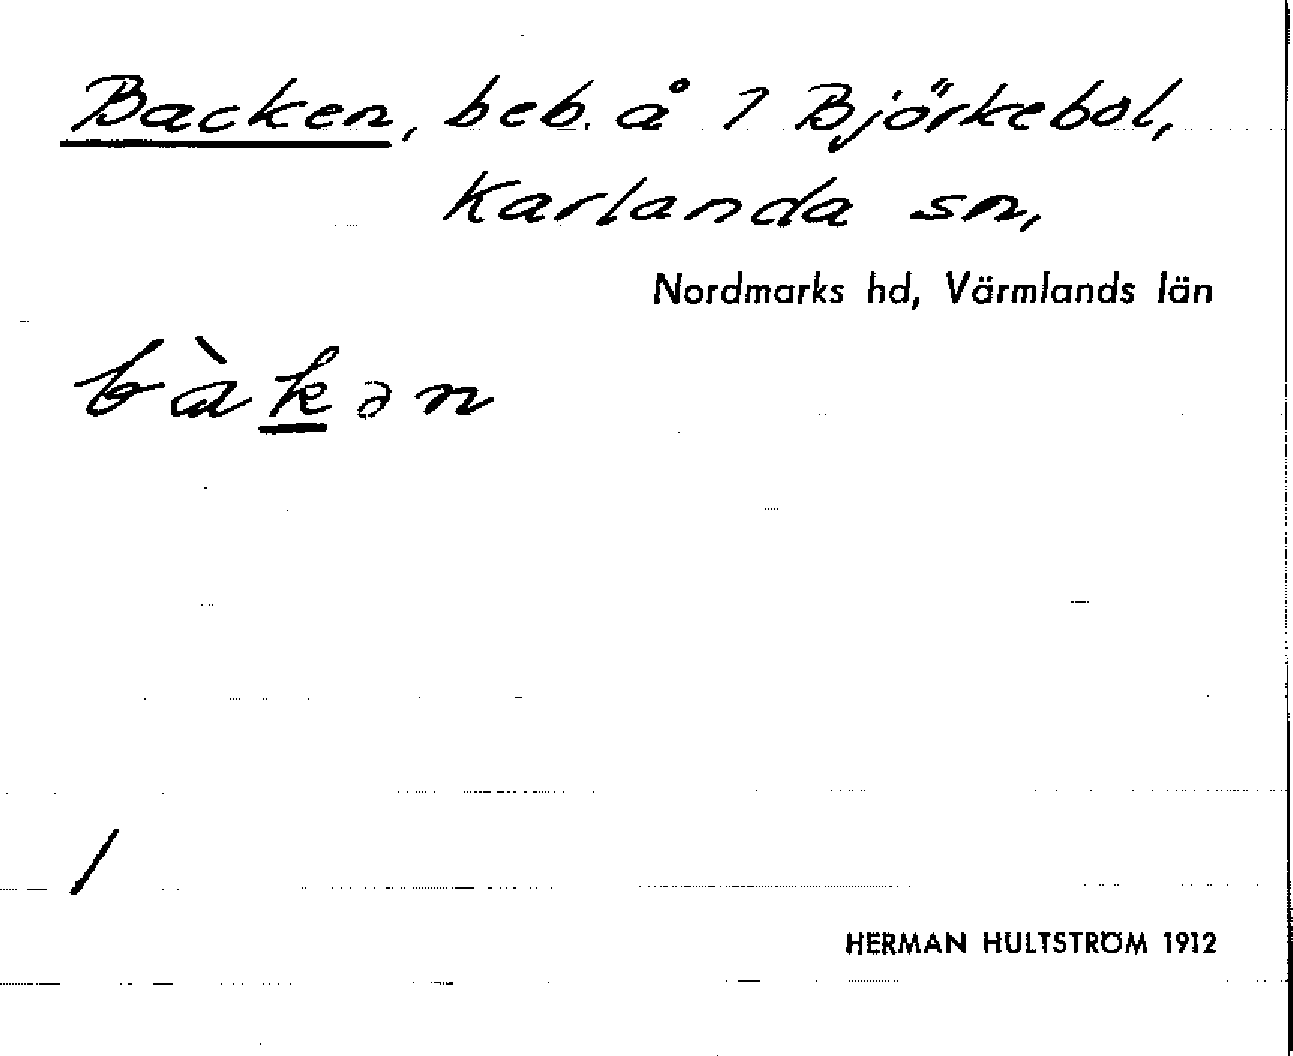 Backen, beb. å 1 Björkebol,
Karlanda sn,
Nordmarks hd, Värmlands län
bàkən
/
HERMAN HULTSTRÖM 1912